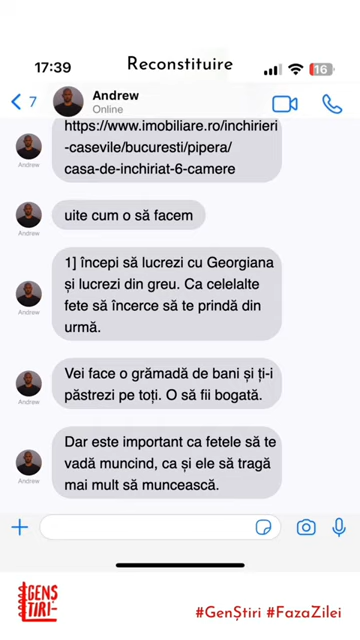 Reconstituire
17:39
16
7
Andrew
Online
https://www.imobiliare.ro/inchirieri
-casevile/bucuresti/pipera/
casa-de-inchiriat-6-camere
Andrew
uite cum o să facem
Andrew
1] începi să lucrezi cu Georgiana
și lucrezi din greu. Ca celelalte
fete să încerce să te prindă din
urmă.
Andrew
Vei face o grămadă de bani și ți-i
păstrezi pe toți. O să fii bogată.
Andrew
Dar este important ca fetele să te
vadă muncind, ca și ele să tragă
mai mult să muncească.
Andrew
GENȘ
TIRI-
#GenȘtiri #FazaZilei